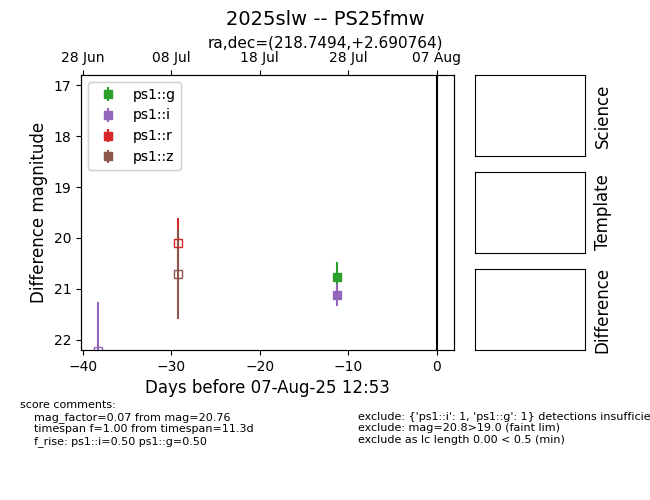 2025slw -- PS25fmw
ra,dec=(218.7494,+2.690764)
28 Jun 08 Jul 18 Jul 28 Jul 07 Aug
17
18
19
20
21
22
Difference magnitude
ps1::g
ps1::i
ps1::r
ps1::z
Science
Template
Difference
−40 −30 −20 −10 0
Days before 07-Aug-25 12:53
score comments:
mag_factor=0.07 from mag=20.76
timespan f=1.00 from timespan=11.3d
f_rise: ps1::i=0.50 ps1::g=0.50
exclude: {'ps1::i': 1, 'ps1::g': 1} detections insufficie
exclude: mag=20.8>19.0 (faint lim)
exclude as lc length 0.00 < 0.5 (min)